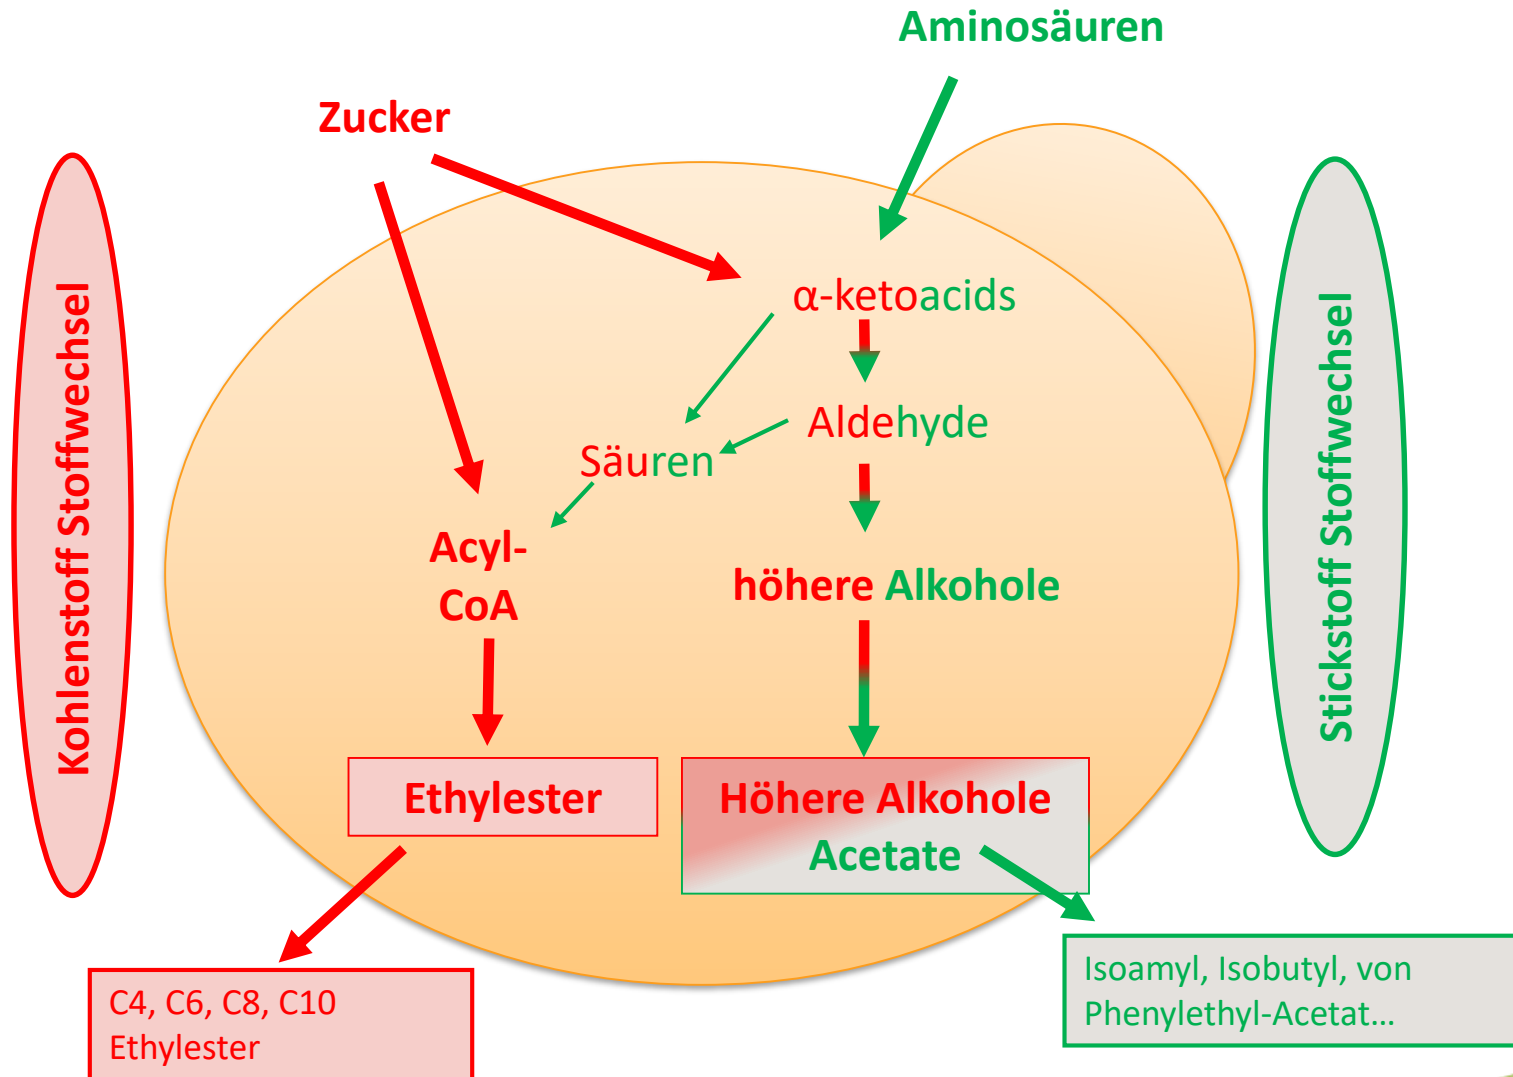 Aminosäuren
Zucker
Kohlenstoff Stoffwechsel
Stickstoff Stoffwechsel
α-ketoacids
Aldehyde
Säuren
Acyl-
CoA
höhere Alkohole
Ethylester
Höhere Alkohole
Acetate
C4, C6, C8, C10
Ethylester
Isoamyl, Isobutyl, von
Phenylethyl-Acetat...